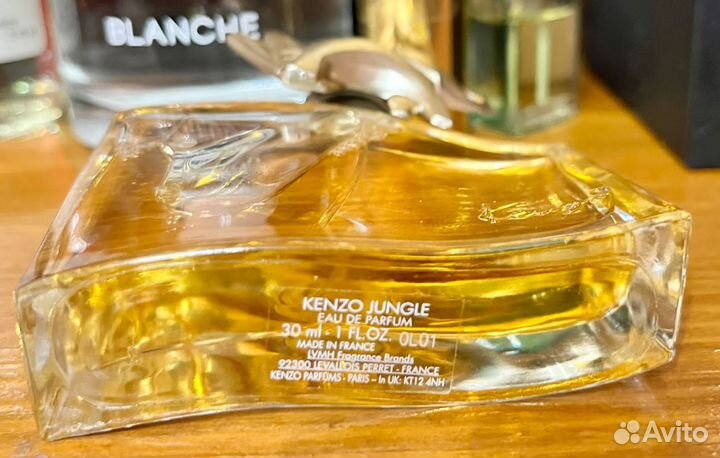 BLANCHE
KENZO JUNGLE
EAU DE PARFUM
30 ml - 1 FL.OZ. 0L01
MADE IN FRANCE
LVMH Fragrance Brands
92300 LEVALLOIS PERRET - FRANCE
KENZO PARFUMS - PARIS – In UK: KT12 4NH
Avito